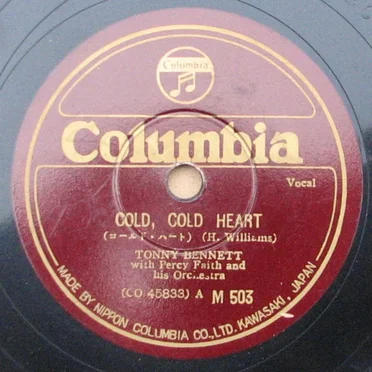 Columbia
Columbia
Vocal
COLD, COLD HEART
(コールド・ハート) (H. Williams)
TONNY BENNETT
with Percy Faith and
his Orchestra
(CO 45833) A M 503
MADE BY NIPPON COLUMBIA CO., LTD. KAWASAKI, JAPAN